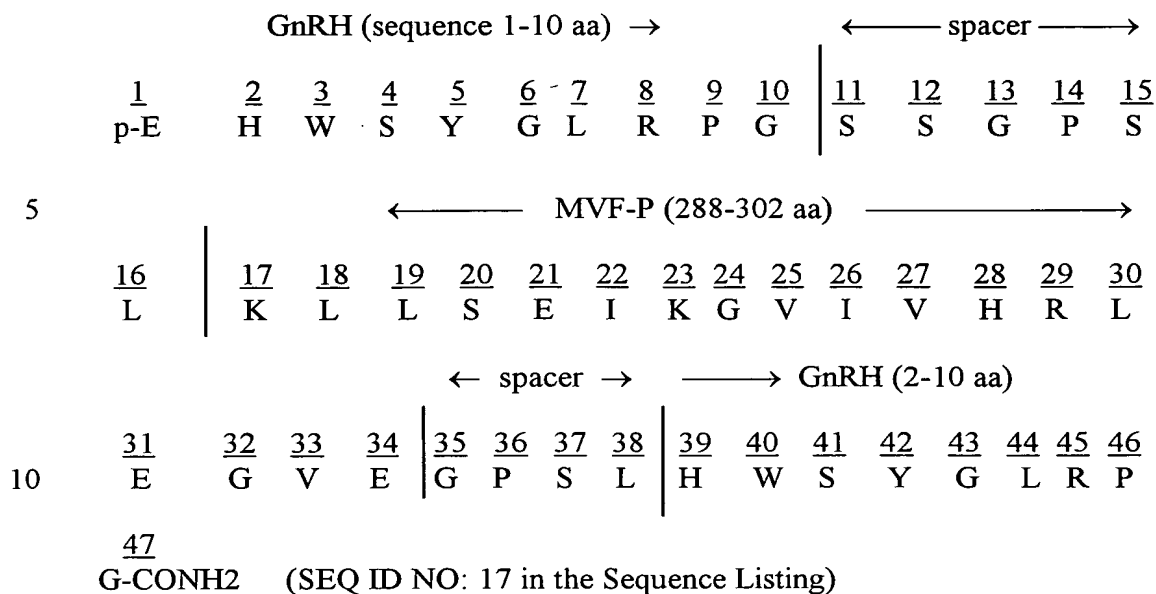 GnRH (sequence 1-10 aa) → ← spacer →
1 2 3 4 5 6 7 8 9 10 11 12 13 14 15
p-E H W S Y G L R P G S S G P S
5 ← MVF-P (288-302 aa) →
16 17 18 19 20 21 22 23 24 25 26 27 28 29 30
L K L L S E I K G V I V H R L
← spacer → → GnRH (2-10 aa)
31 32 33 34 35 36 37 38 39 40 41 42 43 44 45 46
10 E G V E G P S L H W S Y G L R P
47
G-CONH2 (SEQ ID NO: 17 in the Sequence Listing)